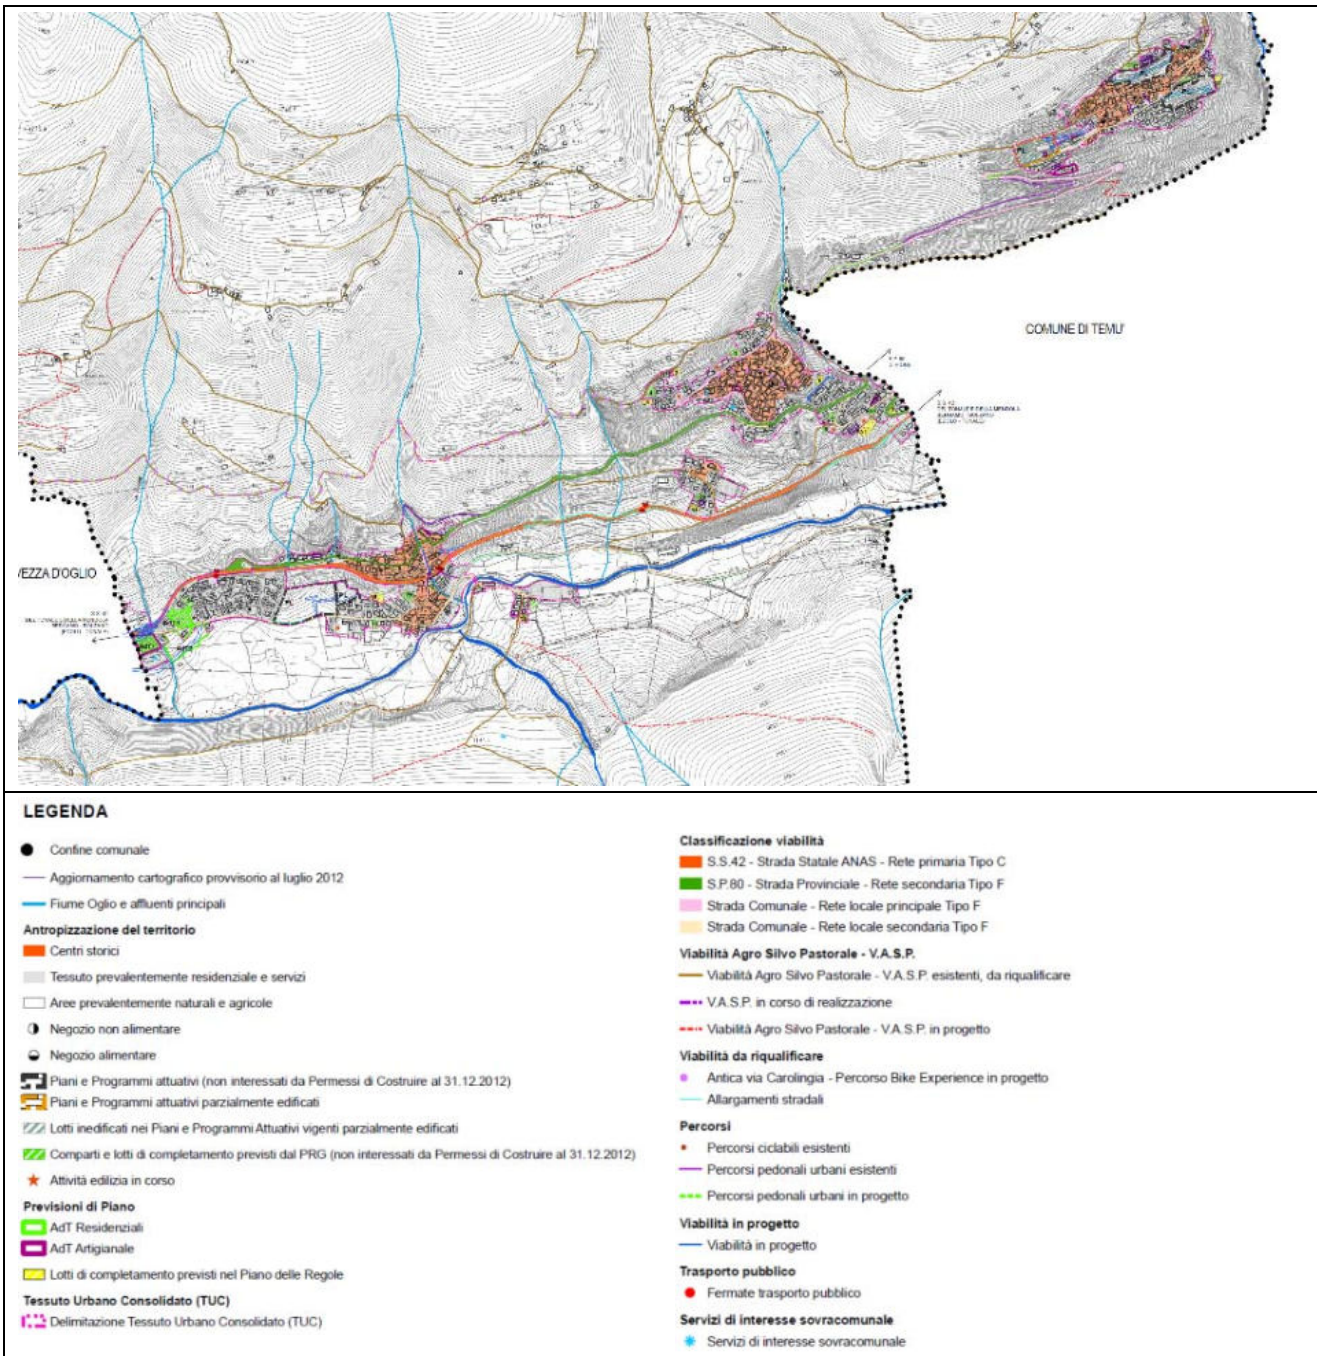 COMUNE DI TEMU'
VEZZA D'OGLIO
LEGENDA
Confine comunale
Aggiornamento cartografico provvisorio al luglio 2012
Fiume Oglio e affluenti principali
Antropizzazione del territorio
Centri storici
Tessuto prevalentemente residenziale e servizi
Aree prevalentemente naturali e agricole
Negozio non alimentare
Negozio alimentare
Piani e Programmi attuativi (non interessati da Permessi di Costruire al 31.12.2012)
Piani e Programmi attuativi parzialmente edificati
Lotti inedificati nei Piani e Programmi Attuativi vigenti parzialmente edificati
Comparti e lotti di completamento previsti dal PRG (non interessati da Permessi di Costruire al 31.12.2012)
Attività edilizia in corso
Previsioni di Piano
AdT Residenziali
AdT Artigianale
Lotti di completamento previsti nel Piano delle Regole
Tessuto Urbano Consolidato (TUC)
Delimitazione Tessuto Urbano Consolidato (TUC)
Classificazione viabilità
S.S.42 - Strada Statale ANAS - Rete primaria Tipo C
S.P.80 - Strada Provinciale - Rete secondaria Tipo F
Strada Comunale - Rete locale principale Tipo F
Strada Comunale - Rete locale secondaria Tipo F
Viabilità Agro Silvo Pastorale - V.A.S.P.
Viabilità Agro Silvo Pastorale - V.A.S.P. esistenti, da riqualificare
V.A.S.P. in corso di realizzazione
Viabilità Agro Silvo Pastorale - V.A.S.P. in progetto
Viabilità da riqualificare
Antica via Carolingia - Percorso Bike Experience in progetto
Allargamenti stradali
Percorsi
Percorsi ciclabili esistenti
Percorsi pedonali urbani esistenti
Percorsi pedonali urbani in progetto
Viabilità in progetto
Viabilità in progetto
Trasporto pubblico
Fermate trasporto pubblico
Servizi di interesse sovracomunale
Servizi di interesse sovracomunale